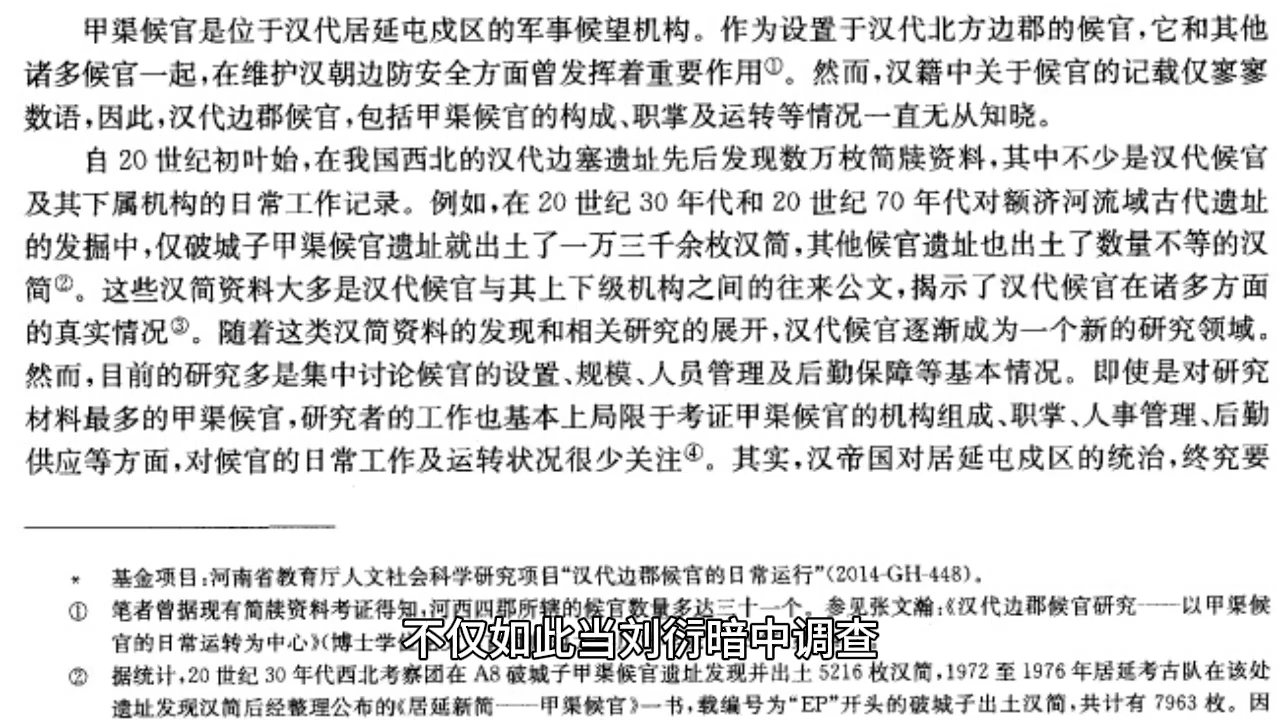 甲渠候官是位于汉代居延屯戍区的军事候望机构。作为设置于汉代北方边郡的候官,它和其他
诸多候官一起,在维护汉朝边防安全方面曾发挥着重要作用①。然而,汉籍中关于候官的记载仅寥寥
数语,因此,汉代边郡候官,包括甲渠候官的构成、职掌及运转等情况一直无从知晓。
自20世纪初叶始,在我国西北的汉代边塞遗址先后发现数万枚简牍资料,其中不少是汉代候官
及其下属机构的日常工作记录。例如,在20世纪30年代和20世纪70年代对额济河流域古代遗址
的发掘中,仅破城子甲渠候官遗址就出土了一万三千余枚汉简,其他候官遗址也出土了数量不等的汉
简②。这些汉简资料大多是汉代候官与其上下级机构之间的往来公文,揭示了汉代候官在诸多方面
的真实情况③。随着这类汉简资料的发现和相关研究的展开,汉代候官逐渐成为一个新的研究领域。
然而,目前的研究多是集中讨论候官的设置、规模、人员管理及后勤保障等基本情况。即使是对研究
材料最多的甲渠候官,研究者的工作也基本上局限于考证甲渠候官的机构组成、职掌、人事管理、后勤
供应等方面,对候官的日常工作及运转状况很少关注④。其实,汉帝国对居延屯戍区的统治,终究要
* 基金项目:河南省教育厅人文社会科学研究项目“汉代边郡候官的日常运行”(2014-GH-448)。
① 笔者曾据现有简牍资料考证得知,河西四郡所辖的候官数量多达三十一个。参见张文瀚:《汉代边郡候官研究——以甲渠候
官的日常运转为中心》(博士学
不仅如此当刘衍暗中调查
② 据统计,20世纪30年代西北考察团在A8破城子甲渠候官遗址发现并出土5216枚汉简,1972至1976年居延考古队在该处
遗址发现汉简后经整理公布的《居延新简——甲渠候官》一书,载编号为“EP”开头的破城子出土汉简,共计有7963枚。因